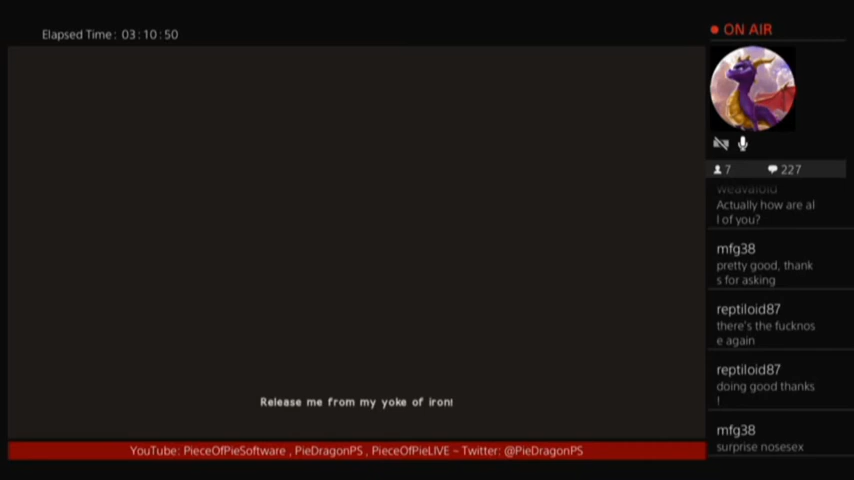 Elapsed Time: 03:10:50
ON AIR
7
227
weavaloid
Actually how are al
l of you?
mfg38
pretty good, thank
s for asking
reptiloid87
there's the fucknos
e again
reptiloid87
doing good thanks
!
mfg38
surprise nosesex
Release me from my yoke of iron!
YouTube: PieceOfPieSoftware , PieDragonPS , PieceOfPieLIVE - Twitter: @PieDragonPS